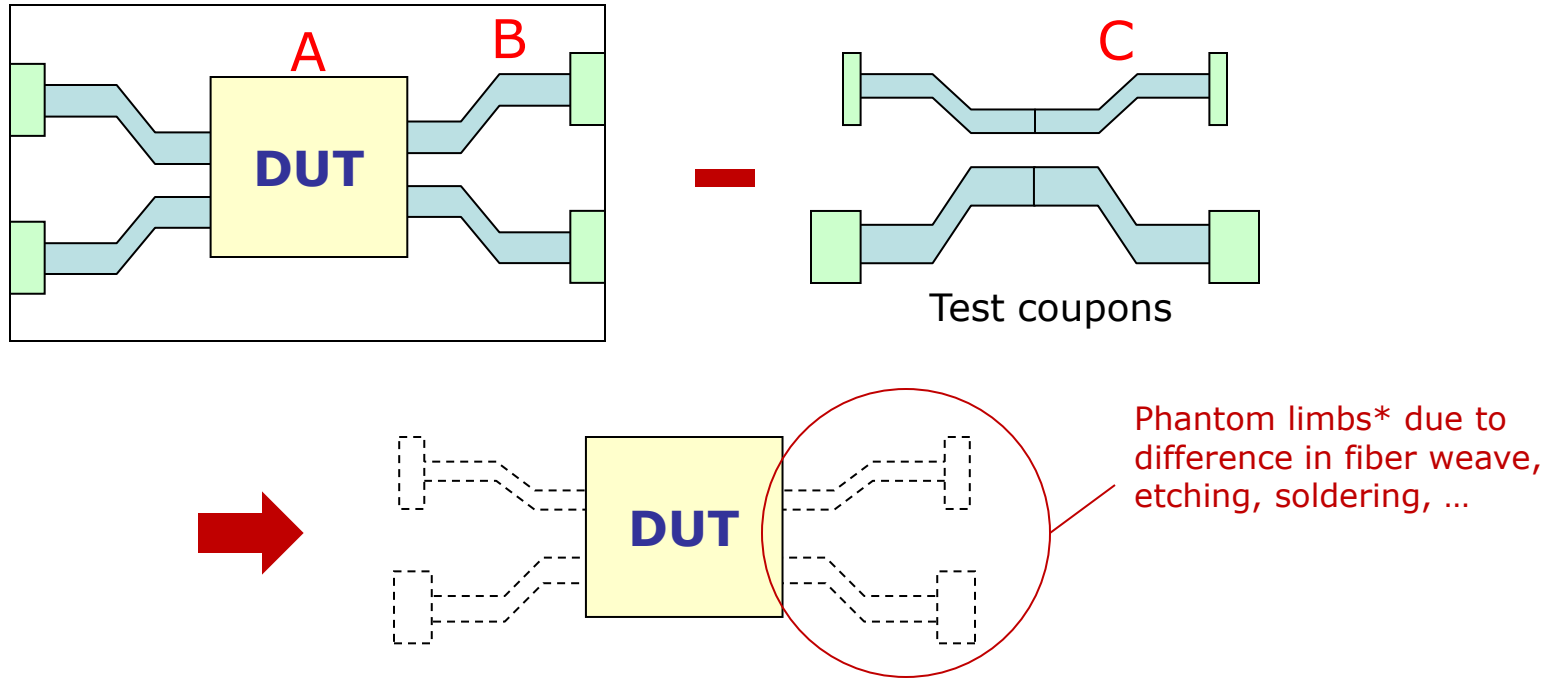 A
B
C
DUT
Test coupons
DUT
Phantom limbs* due to
difference in fiber weave,
etching, soldering, …